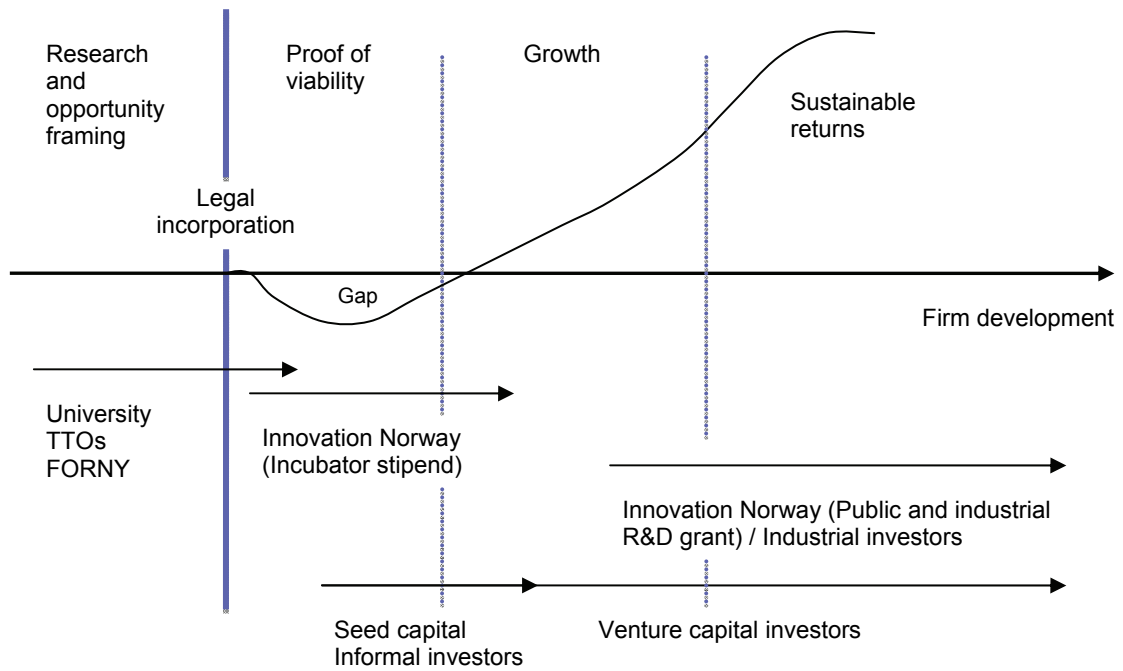 Research
and
opportunity
framing
Proof of
viability
Growth
Sustainable
returns
Legal
incorporation
Gap
Firm development
University
TTOs
FORNY
Innovation Norway
(Incubator stipend)
Innovation Norway (Public and industrial
R&D grant) / Industrial investors
Seed capital
Informal investors
Venture capital investors